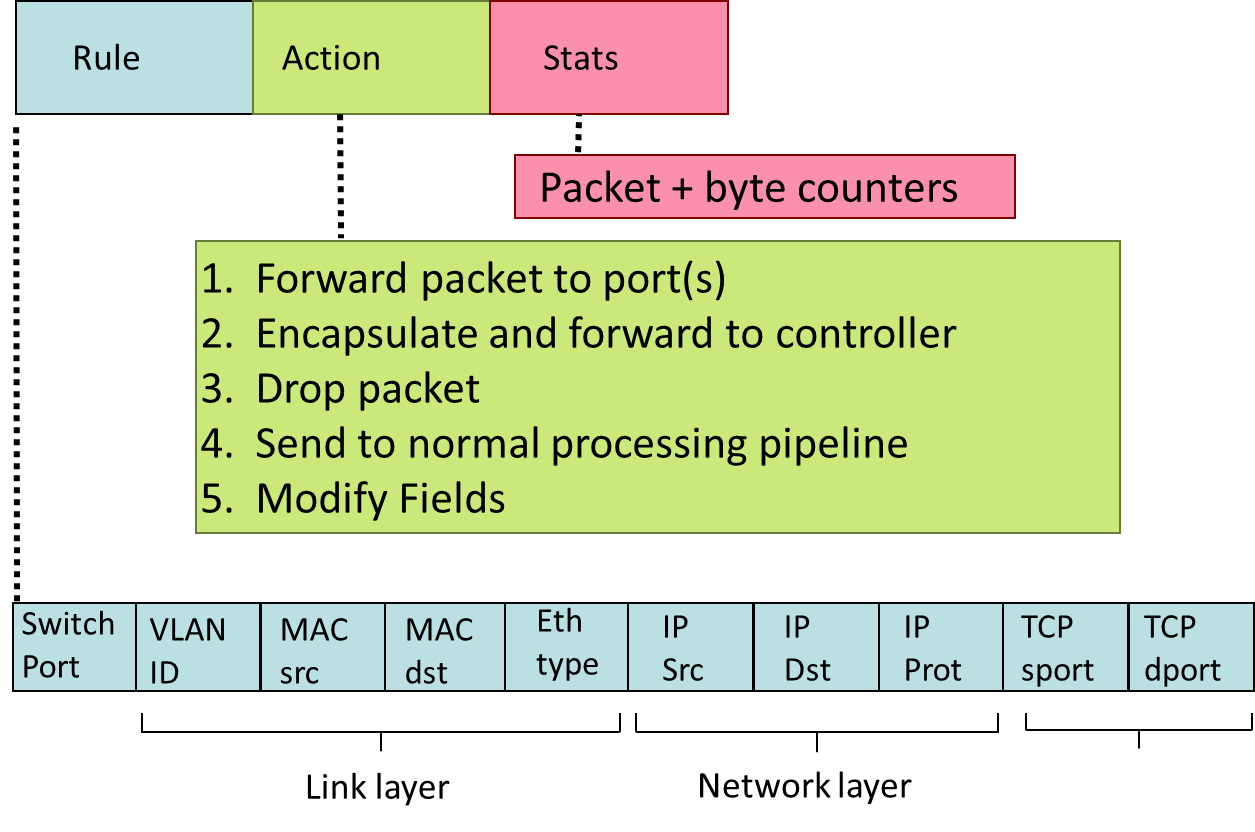 Rule
Action
Stats
Packet + byte counters
1. Forward packet to port(s)
2. Encapsulate and forward to controller
3. Drop packet
4. Send to normal processing pipeline
5. Modify Fields
Switch
Port
VLAN
ID
MAC
src
MAC
dst
Eth
type
IP
Src
IP
Dst
IP
Prot
TCP
sport
TCP
dport
Link layer
Network layer